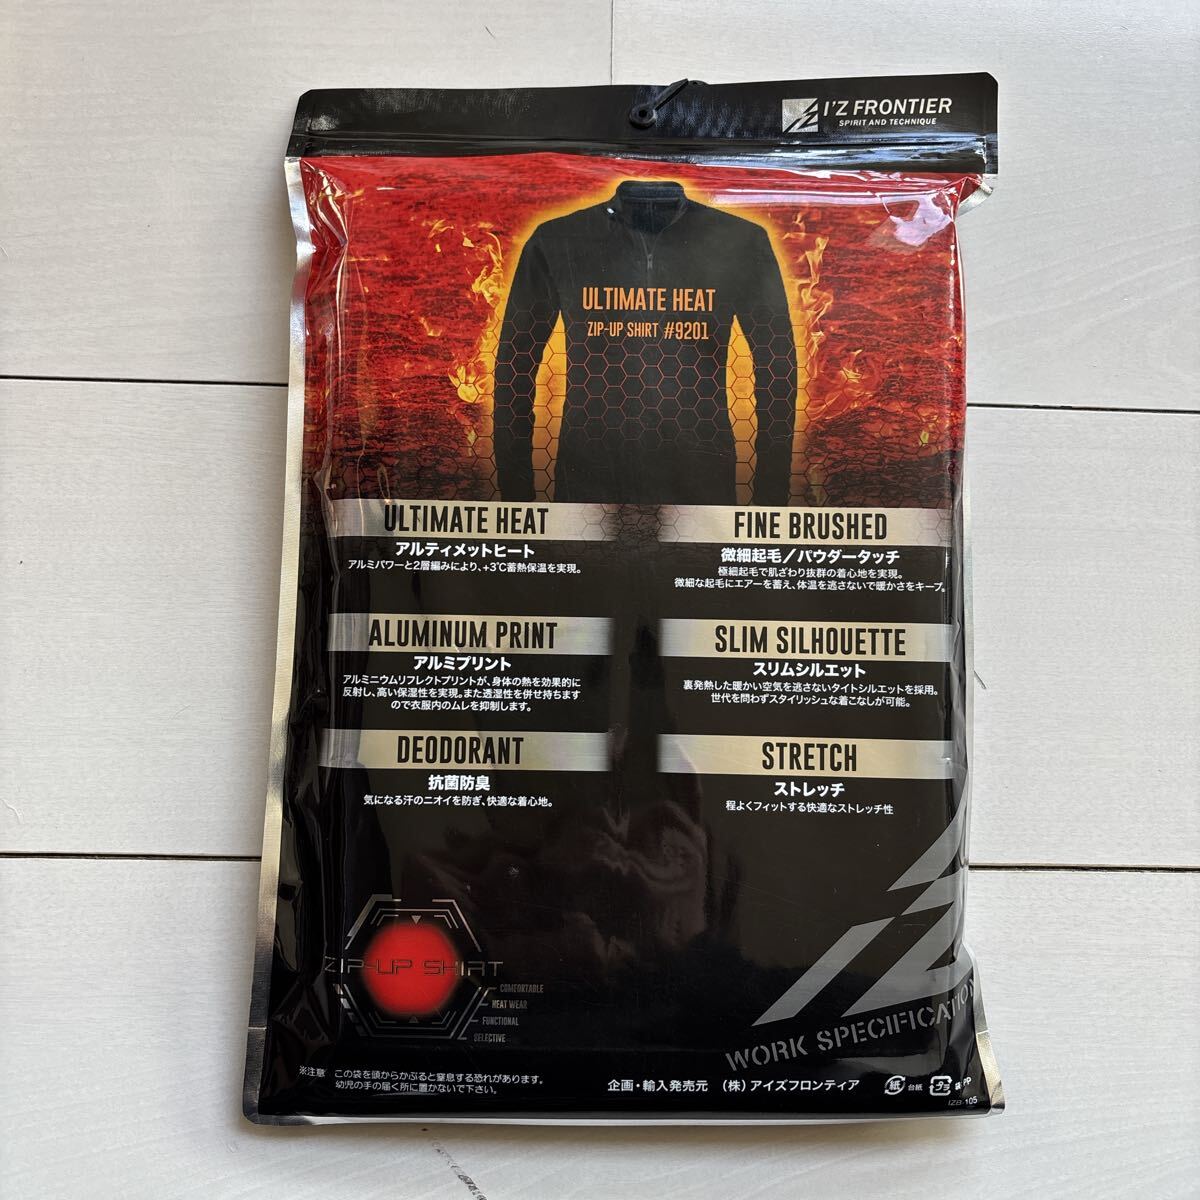 I'Z FRONTIER
SPIRIT AND TECHNIQUE
ULTIMATE HEAT
ZIP-UP SHIRT #9201
ULTIMATE HEAT
アルティメットヒート
アルミパワーと2層編みにより、+3℃蓄熱保温を実現。
FINE BRUSHED
微細起毛／パウダータッチ
極細起毛で肌ざわり抜群の着心地を実現。
微細な起毛にエアーを蓄え、体温を逃さないで暖かさをキープ。
ALUMINUM PRINT
アルミプリント
アルミニウムリフレクトプリントが、身体の熱を効果的に
反射し、高い保湿性を実現。また透湿性を併せ持ちます
ので衣服内のムレを抑制します。
SLIM SILHOUETTE
スリムシルエット
裏発熱した暖かい空気を逃さないタイトシルエットを採用。
世代を問わずスタイリッシュな着こなしが可能。
DEODORANT
抗菌防臭
気になる汗のニオイを防ぎ、快適な着心地。
STRETCH
ストレッチ
程よくフィットする快適なストレッチ性
ZIP-UP SHIRT
COMFORTABLE
HEAT WEAR
FUNCTIONAL
SELECTIVE
WORK SPECIFICATION
※注意 この袋を頭からかぶると窒息する恐れがあります。
幼児の手の届く所に置かないで下さい。
企画・輸入発売元 （株）アイズフロンティア
紙 台紙 プラ 袋:PP
IZB-105